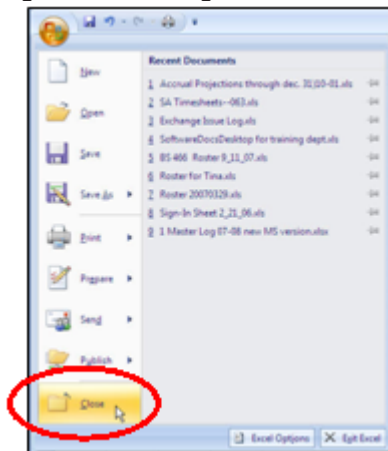 Recent Documents
1 Accrual Projections through dec. 31,03-01.xls
2 SA Timesheets--063.xls
3 Exchange Issue Log.xls
4 SoftwareDocsDesktop for training dept.xls
5 BS 466 Roster 9_11_07.xls
6 Roster for Tina.xls
7 Roster 20070329.xls
8 Sign-In Sheet 2_21_06.xls
9 1 Master Log 07-08 new MS version.xlsx
New
Open
Save
Save As
Print
Prepare
Send
Publish
Close
Excel Options
Exit Excel